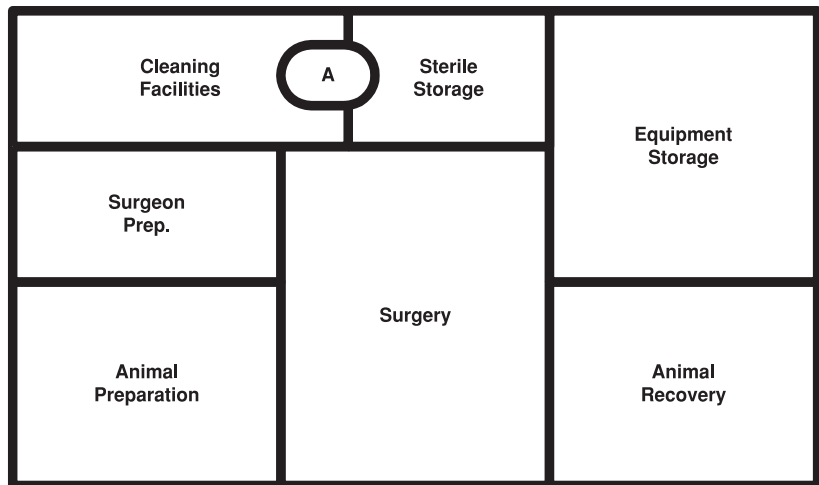 Cleaning
Facilities
A
Sterile
Storage
Equipment
Storage
Surgeon
Prep.
Surgery
Animal
Preparation
Animal
Recovery